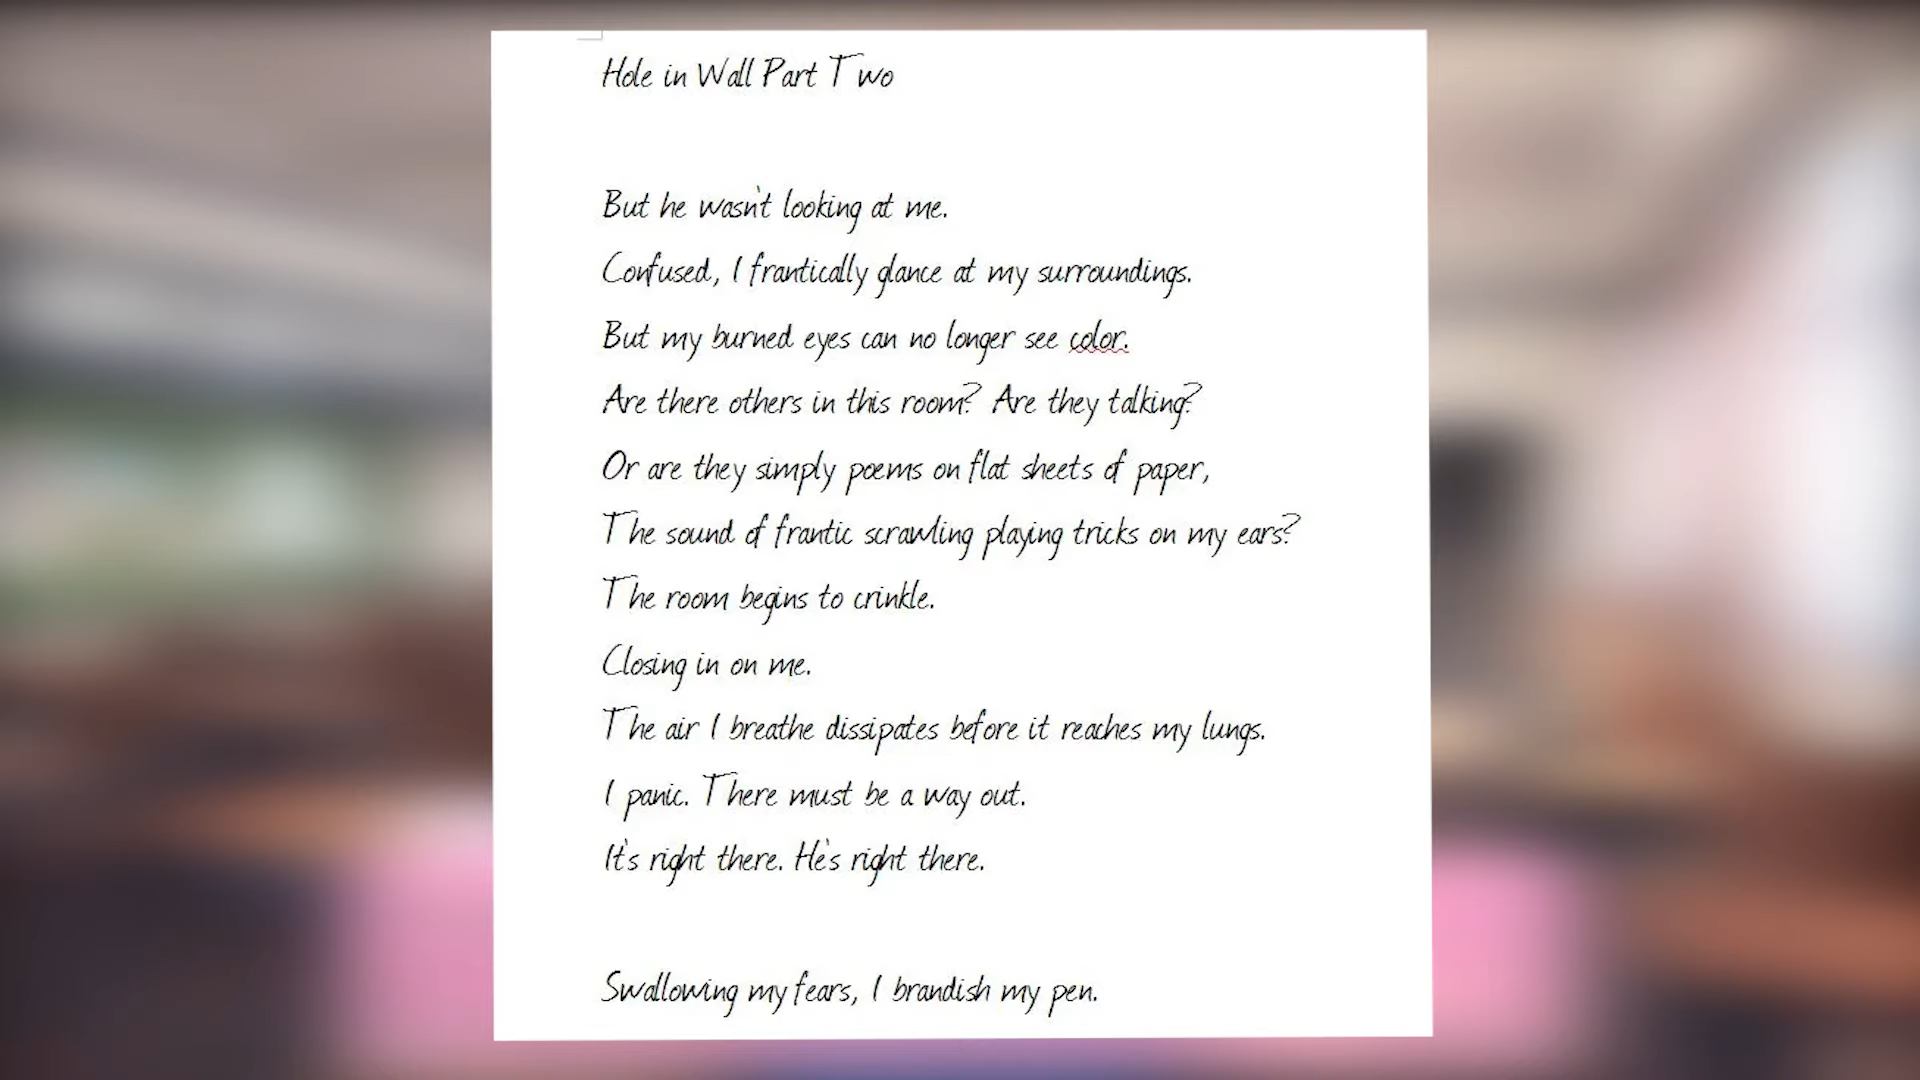 Hole in Wall Part Two
But he wasn't looking at me.
Confused, I frantically glance at my surroundings.
But my burned eyes can no longer see color.
Are there others in this room? Are they talking?
Or are they simply poems on flat sheets of paper,
The sound of frantic scrawling playing tricks on my ears?
The room begins to crinkle.
Closing in on me.
The air I breathe dissipates before it reaches my lungs.
I panic. There must be a way out.
It's right there. He's right there.
Swallowing my fears, I brandish my pen.